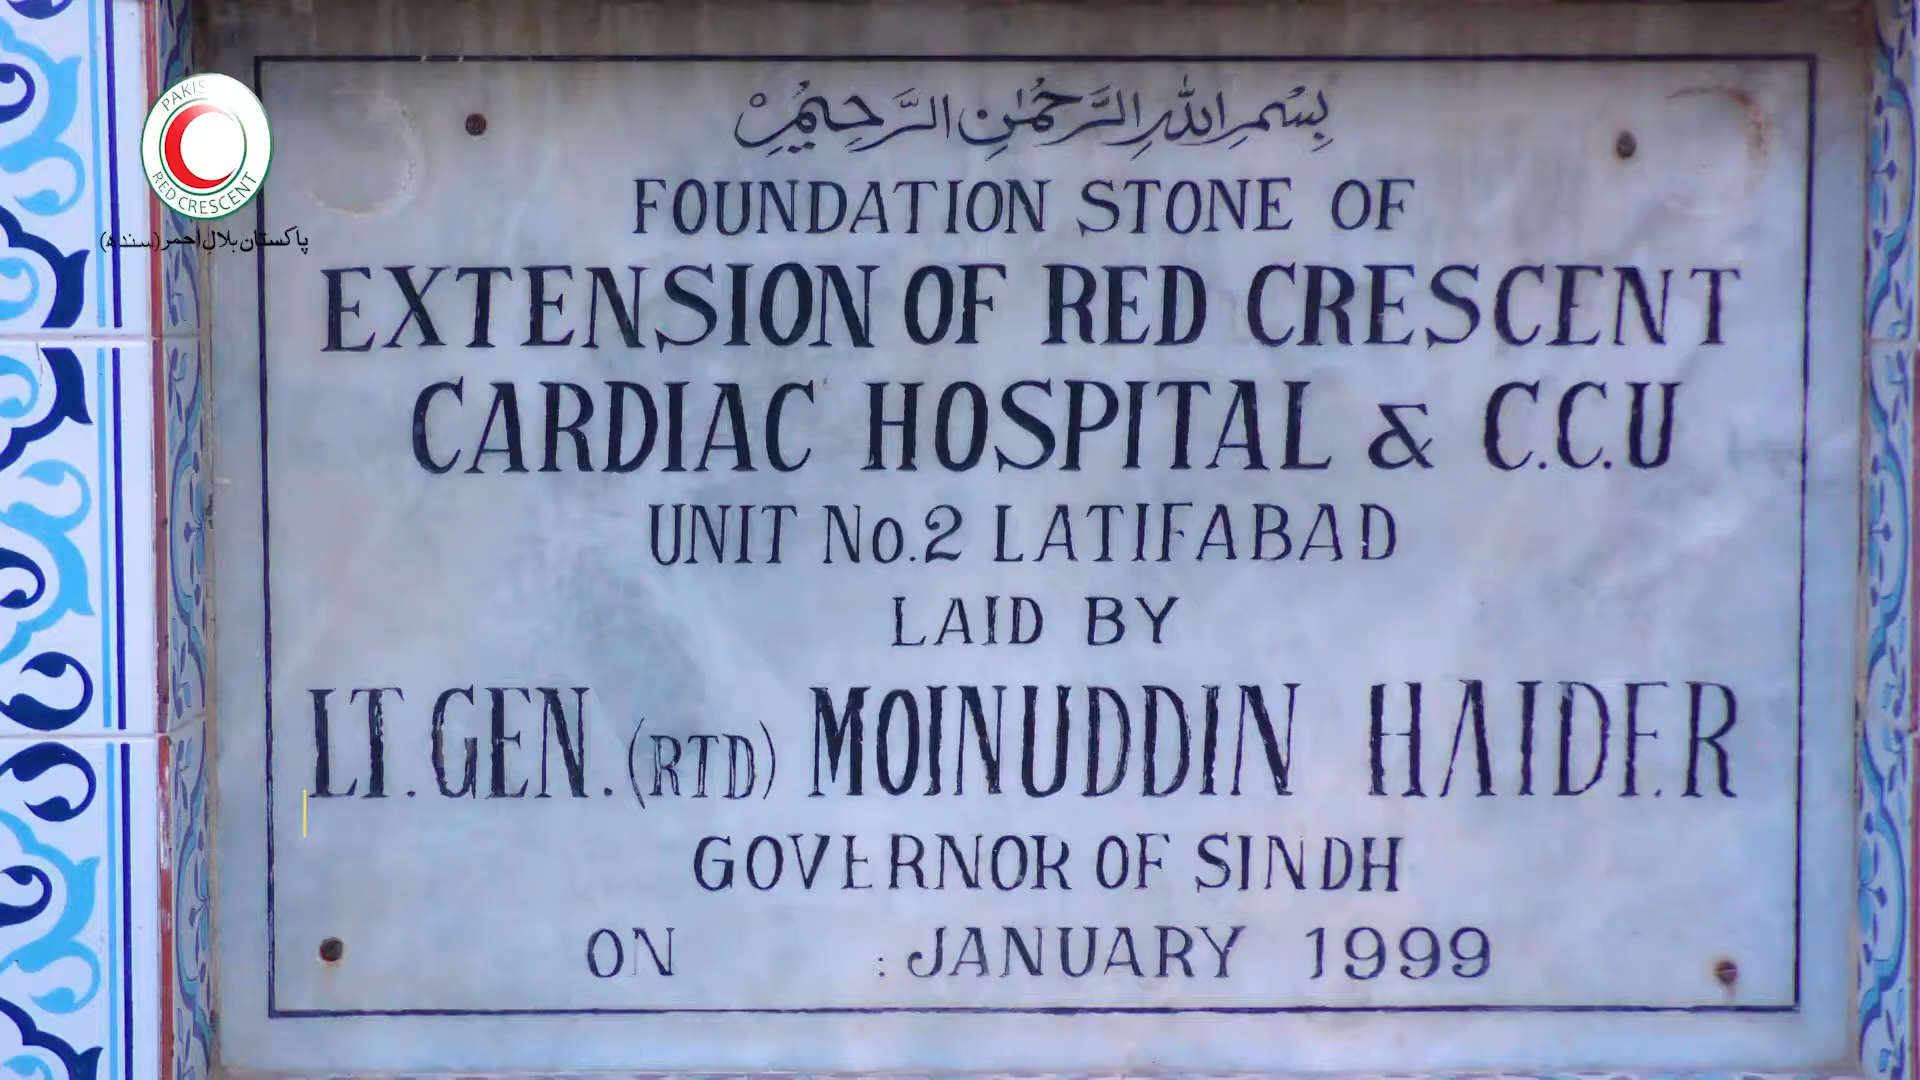 PAKIS
RED CRESCENT
پاکستان ہلال احمر (سندھ)
بِسْمِ اللهِ الرَّحْمٰنِ الرَّحِيْمِ
FOUNDATION STONE OF
EXTENSION OF RED CRESCENT
CARDIAC HOSPITAL & C.C.U
UNIT No.2 LATIFABAD
LAID BY
LT.GEN.(RTD) MOINUDDIN HAIDER
GOVERNOR OF SINDH
ON : JANUARY 1999